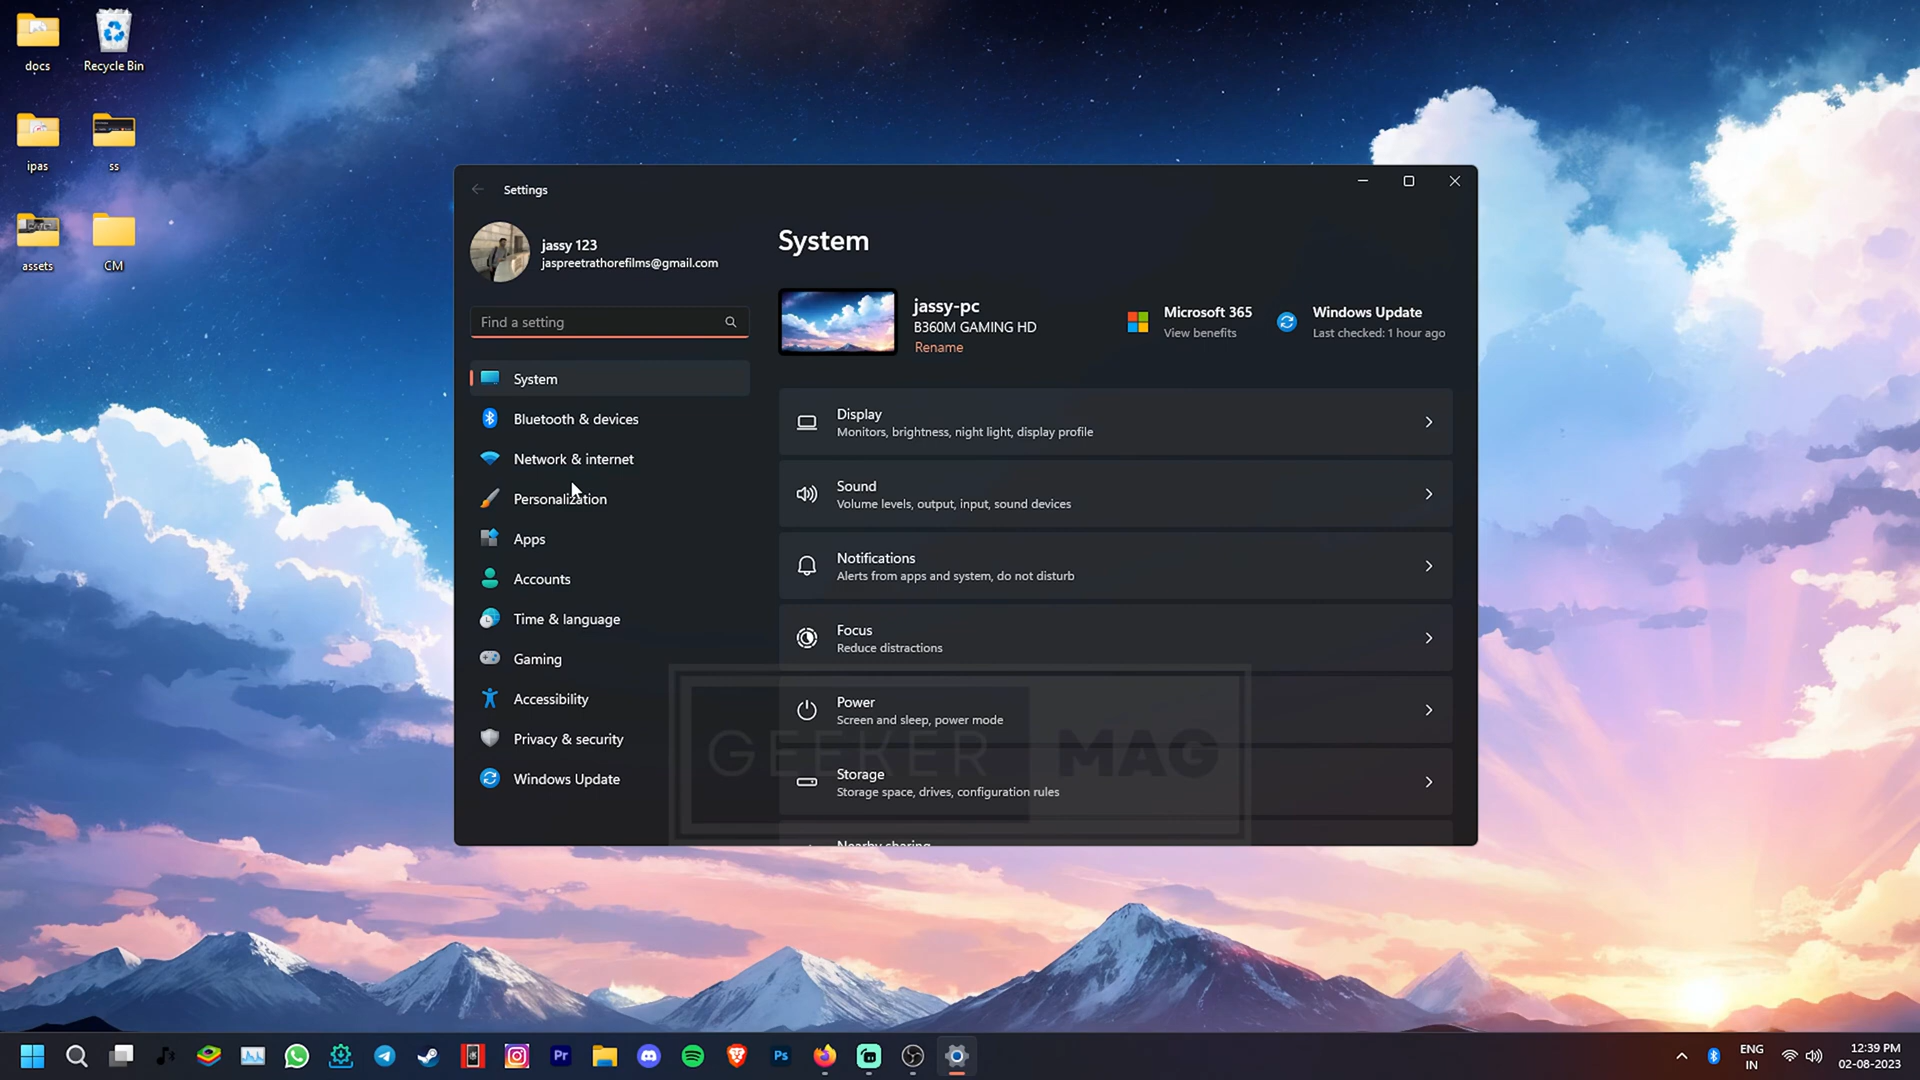 docs
Recycle Bin
ipas
ss
assets
CM
Settings
jassy 123
jaspreetrathorefilms@gmail.com
Find a setting
System
Bluetooth & devices
Network & internet
Personalization
Apps
Accounts
Time & language
Gaming
Accessibility
Privacy & security
Windows Update
System
jassy-pc
B360M GAMING HD
Rename
Microsoft 365
View benefits
Windows Update
Last checked: 1 hour ago
Display
Monitors, brightness, night light, display profile
Sound
Volume levels, output, input, sound devices
Notifications
Alerts from apps and system, do not disturb
Focus
Reduce distractions
Power
Screen and sleep, power mode
GEEKER MAG
Storage
Storage space, drives, configuration rules
Nearby sharing
Pr
Ps
ENG
IN
12:39 PM
02-08-2023